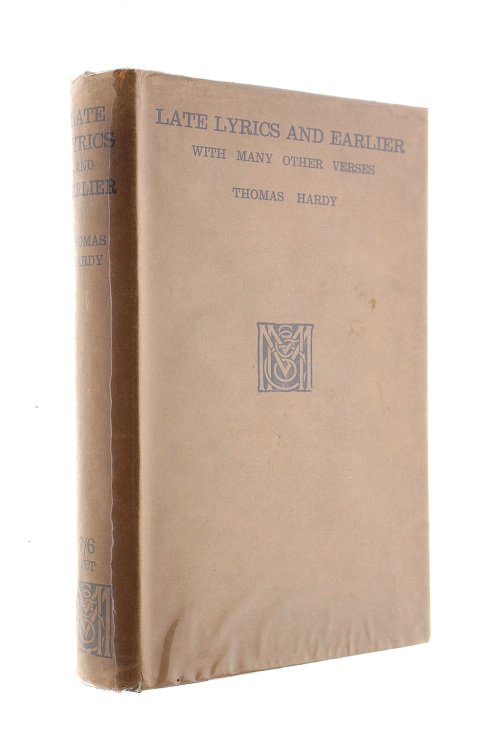 LATE
LYRICS
AND
EARLIER
THOMAS
HARDY
7/6
NET
LATE LYRICS AND EARLIER
WITH MANY OTHER VERSES
THOMAS HARDY